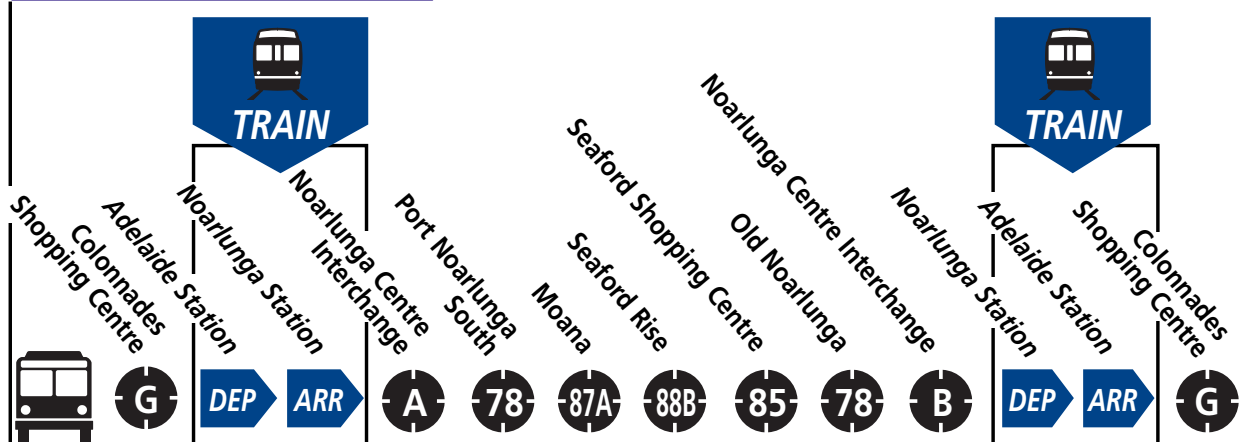 TRAIN
TRAIN
Colonnades
Shopping Centre
Adelaide Station
Noarlunga Station
Noarlunga Centre
Interchange
Port Noarlunga
South
Moana
Seaford Rise
Seaford Shopping Centre
Old Noarlunga
Noarlunga Centre Interchange
Noarlunga Station
Adelaide Station
Colonnades
Shopping Centre
G DEP ARR A 78 87A 88B 85 78 B DEP ARR G